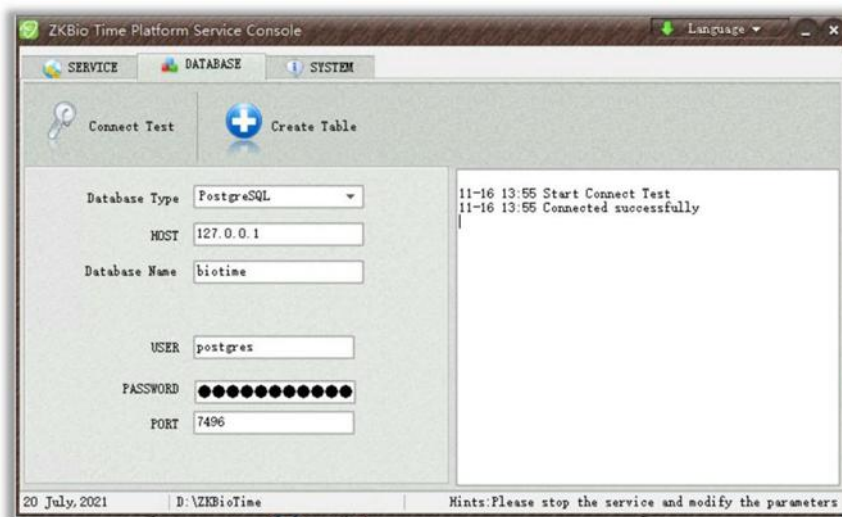 ZKBio Time Platform Service Console
Language
SERVICE
DATABASE
SYSTEM
Connect Test
Create Table
Database Type PostgreSQL
HOST 127.0.0.1
Database Name biotime
USER postgres
PASSWORD ●●●●●●●●●●●
PORT 7496
11-16 13:55 Start Connect Test
11-16 13:55 Connected successfully
20 July,2021 D:\ZKBioTime Hints:Please stop the service and modify the parameters